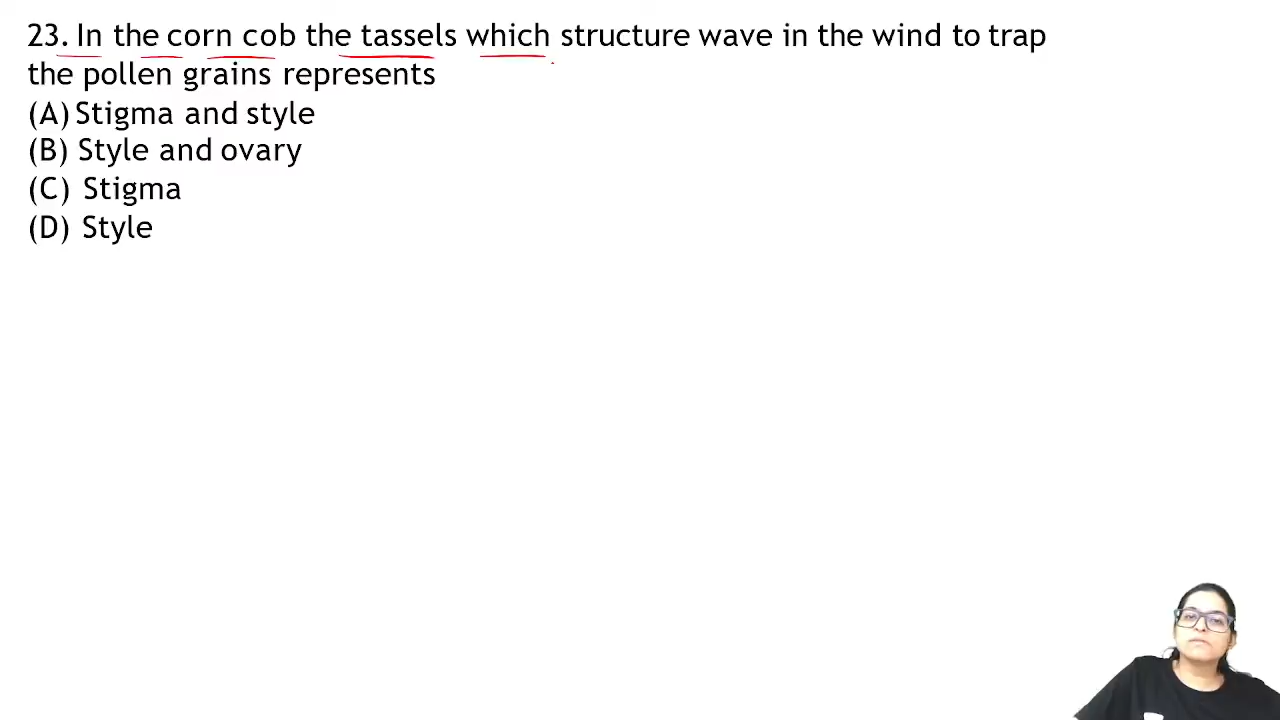 23. In the corn cob the tassels which structure wave in the wind to trap
the pollen grains represents
(A) Stigma and style
(B) Style and ovary
(C) Stigma
(D) Style